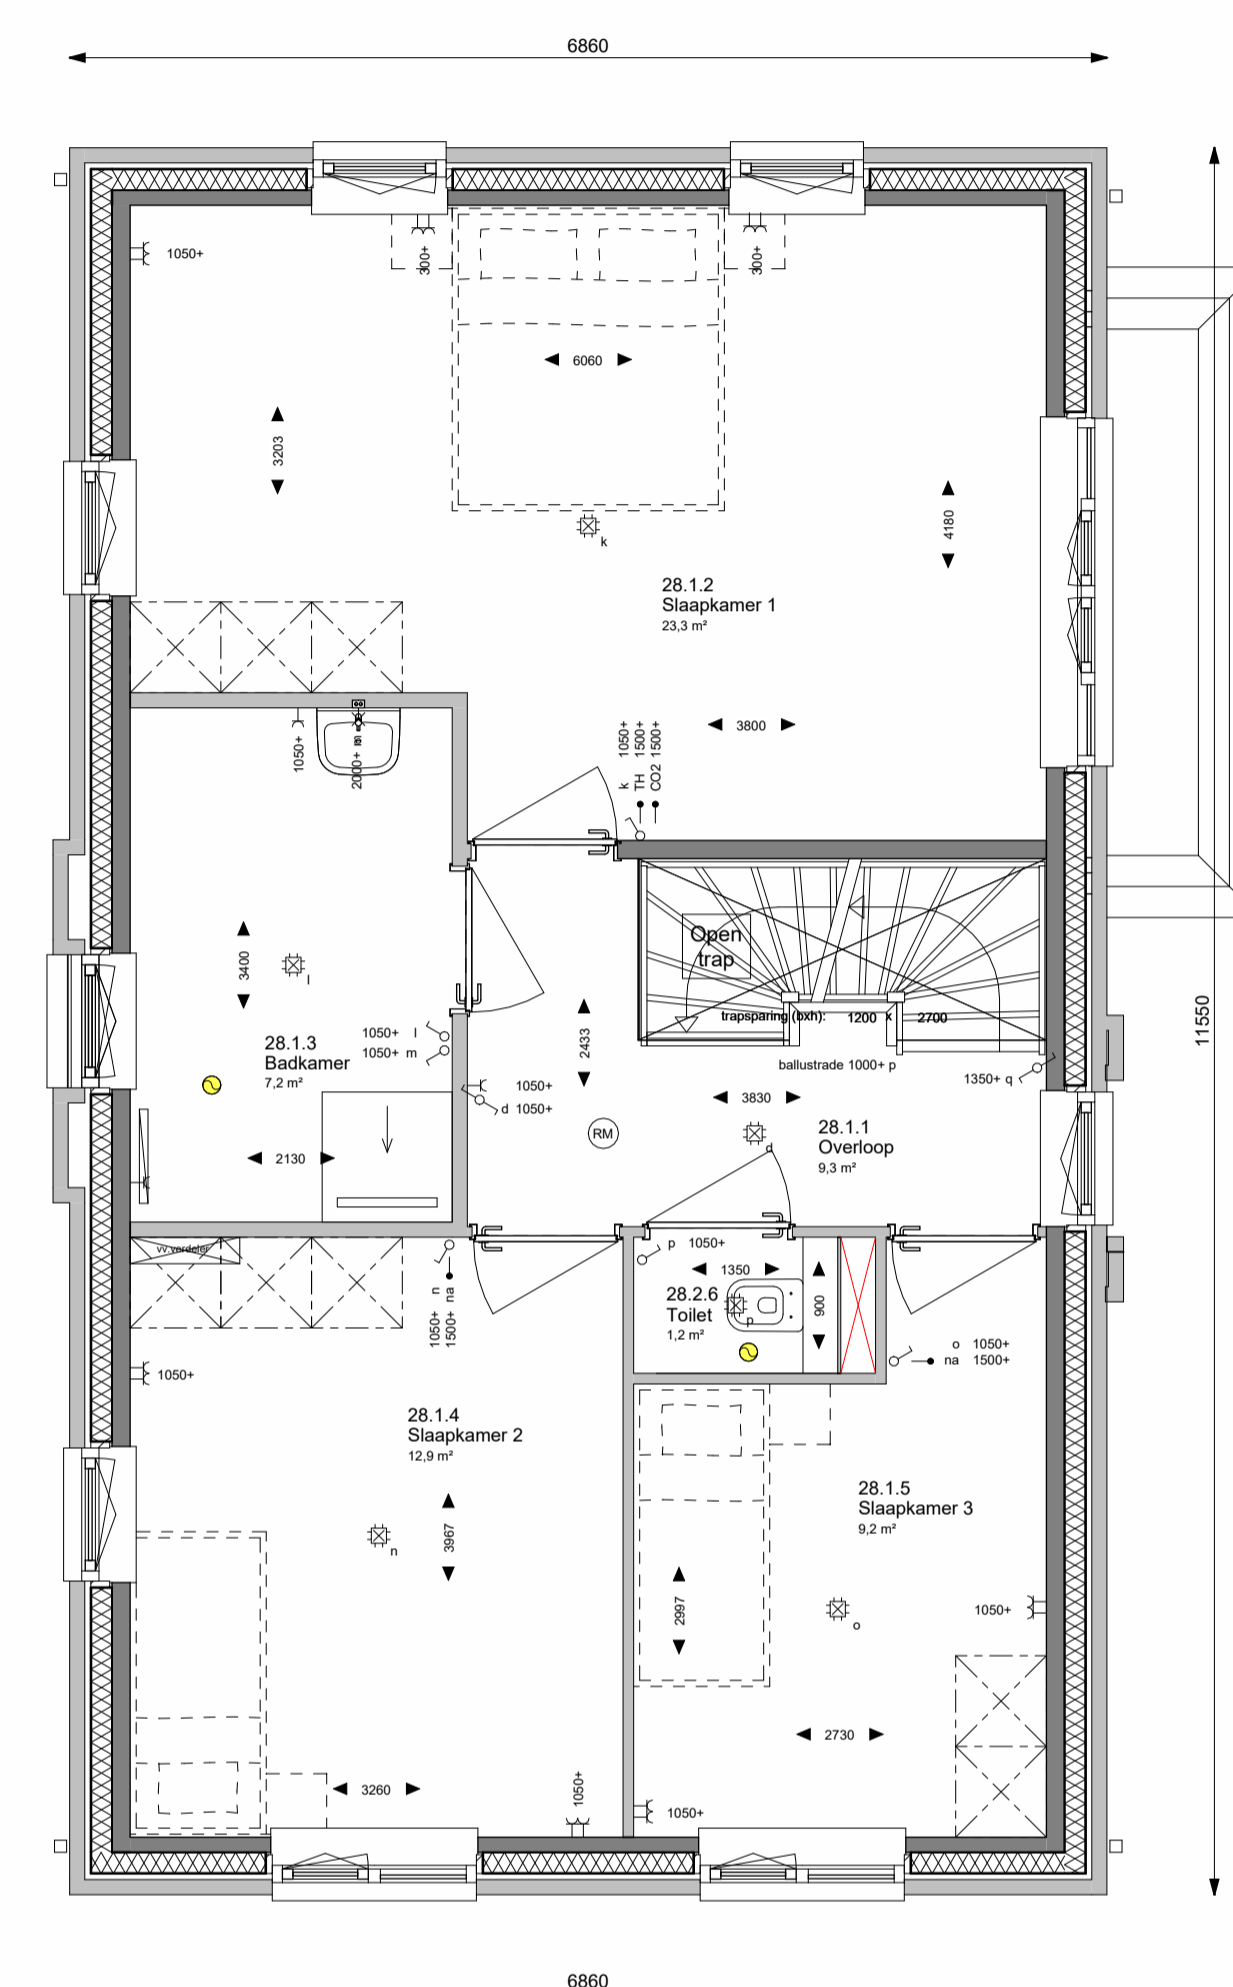 6860
1050+
300+
300+
6060
3203
4180
k
28.1.2
Slaapkamer 1
23,3 m²
3800
k 1050+
TH 1500+
CO2 1500+
1050+
2000+ m
Open
trap
trapsparing (bxh): 1200 x 2700
ballustrade 1000+ p
1350+ q
11550
3400
l
28.1.3
Badkamer
7,2 m²
1050+ l
1050+ m
2433
1050+
d 1050+
RM
3830
d
28.1.1
Overloop
9,3 m²
2130
vv.verdeler
1050+ n
1500+ na
p 1050+
1350
900
28.2.6
Toilet
1,2 m²
p
o 1050+
na 1500+
1050+
28.1.4
Slaapkamer 2
12,9 m²
3967
n
28.1.5
Slaapkamer 3
9,2 m²
2997
o
1050+
2730
3260
1050+
1050+
6860